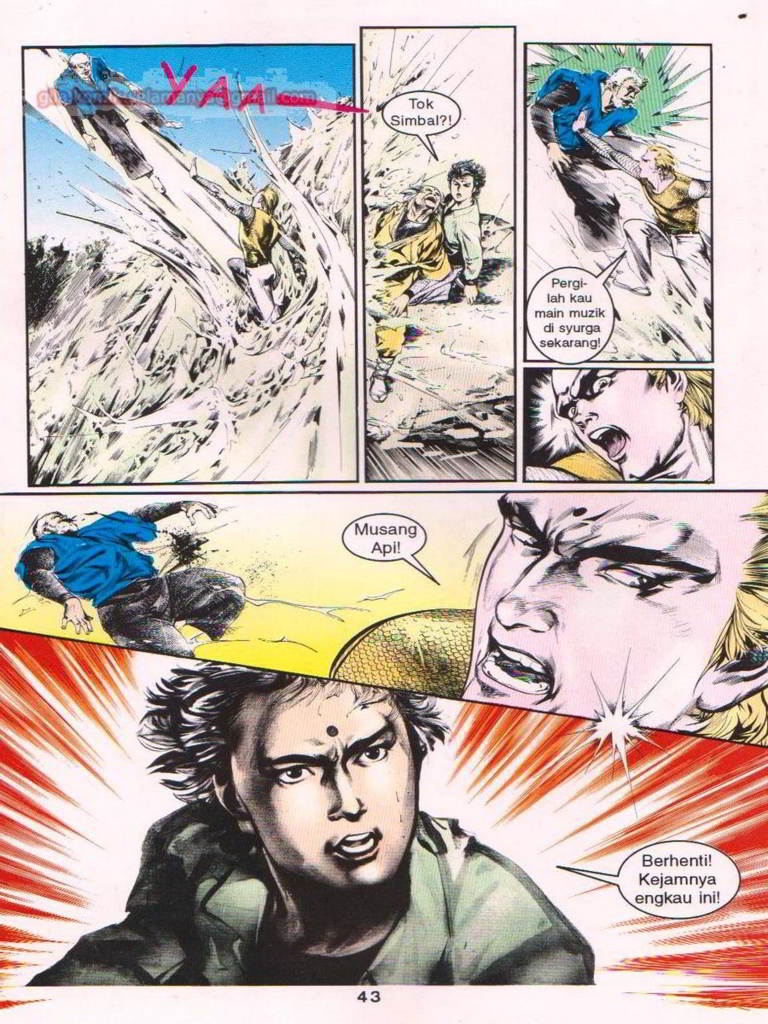 YAA
Tok
Simbal?!
Pergi-
lah kau
main muzik
di syurga
sekarang!
Musang
Api!
Berhenti!
Kejamnya
engkau ini!
43